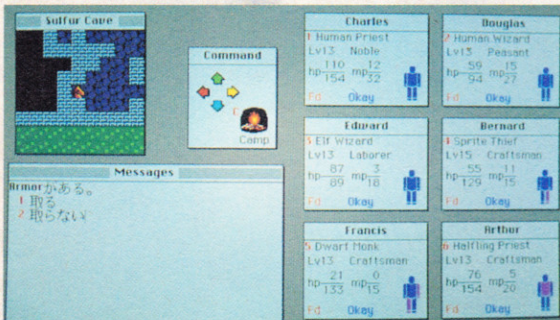 Sulfur Cave
Command
C
Camp
Messages
Armorがある。
1 取る
2 取らない
Charles
1 Human Priest
Lv13 Noble
hp 110/154 mp 12/32
Fd Okay
Douglas
2 Human Wizard
Lv13 Peasant
hp 59/94 mp 15/27
Fd Okay
Edward
3 Elf Wizard
Lv13 Laborer
hp 87/89 mp 3/18
Fd Okay
Bernard
4 Sprite Thief
Lv15 Craftsman
hp 55/129 mp 11/15
Fd Okay
Francis
5 Dwarf Monk
Lv13 Craftsman
hp 21/133 mp 0/15
Fd Okay
Arthur
6 Halfling Priest
Lv13 Craftsman
hp 76/154 mp 5/20
Fd Okay